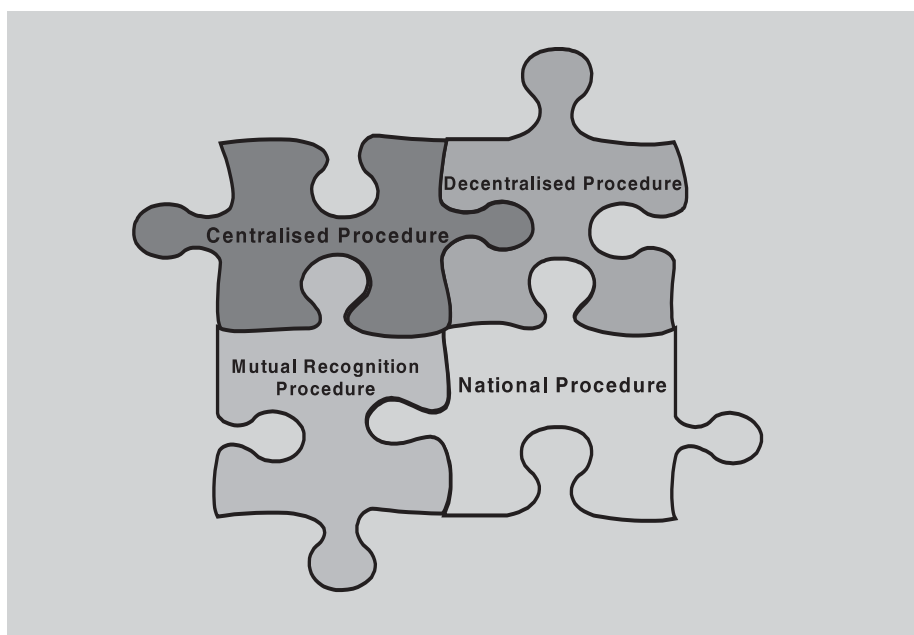 Decentralised Procedure
Centralised Procedure
Mutual Recognition
Procedure
National Procedure